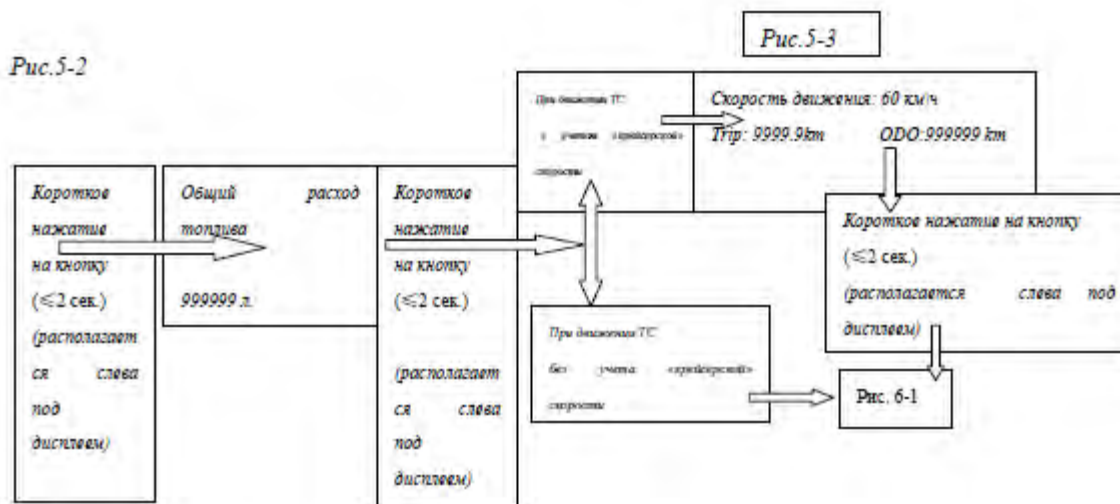 Рис.5-2
Рис.5-3
Короткое
нажатие
на кнопку
(≤2 сек.)
(располагает
ся слева
под
дисплеем)
Общий расход
топлива
999999 л.
Короткое
нажатие
на кнопку
(≤2 сек.)
(располагает
ся слева
под
дисплеем)
При движении ТС
с учетом «крейсерской»
скорости
Скорость движения: 60 км/ч
Trip: 9999.9km ODO:999999 km
Короткое нажатие на кнопку
(≤2 сек.)
(располагается слева под
дисплеем)
При движении ТС
без учета «крейсерской»
скорости
Рис. 6-1